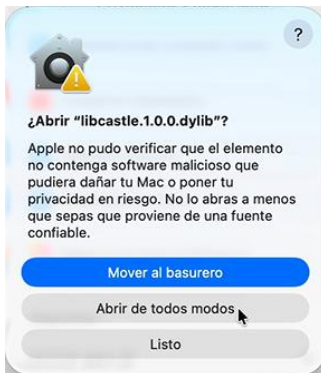 ?
¿Abrir “libcastle.1.0.0.dylib”?
Apple no pudo verificar que el elemento
no contenga software malicioso que
pudiera dañar tu Mac o poner tu
privacidad en riesgo. No lo abras a menos
que sepas que proviene de una fuente
confiable.
Mover al basurero
Abrir de todos modos
Listo